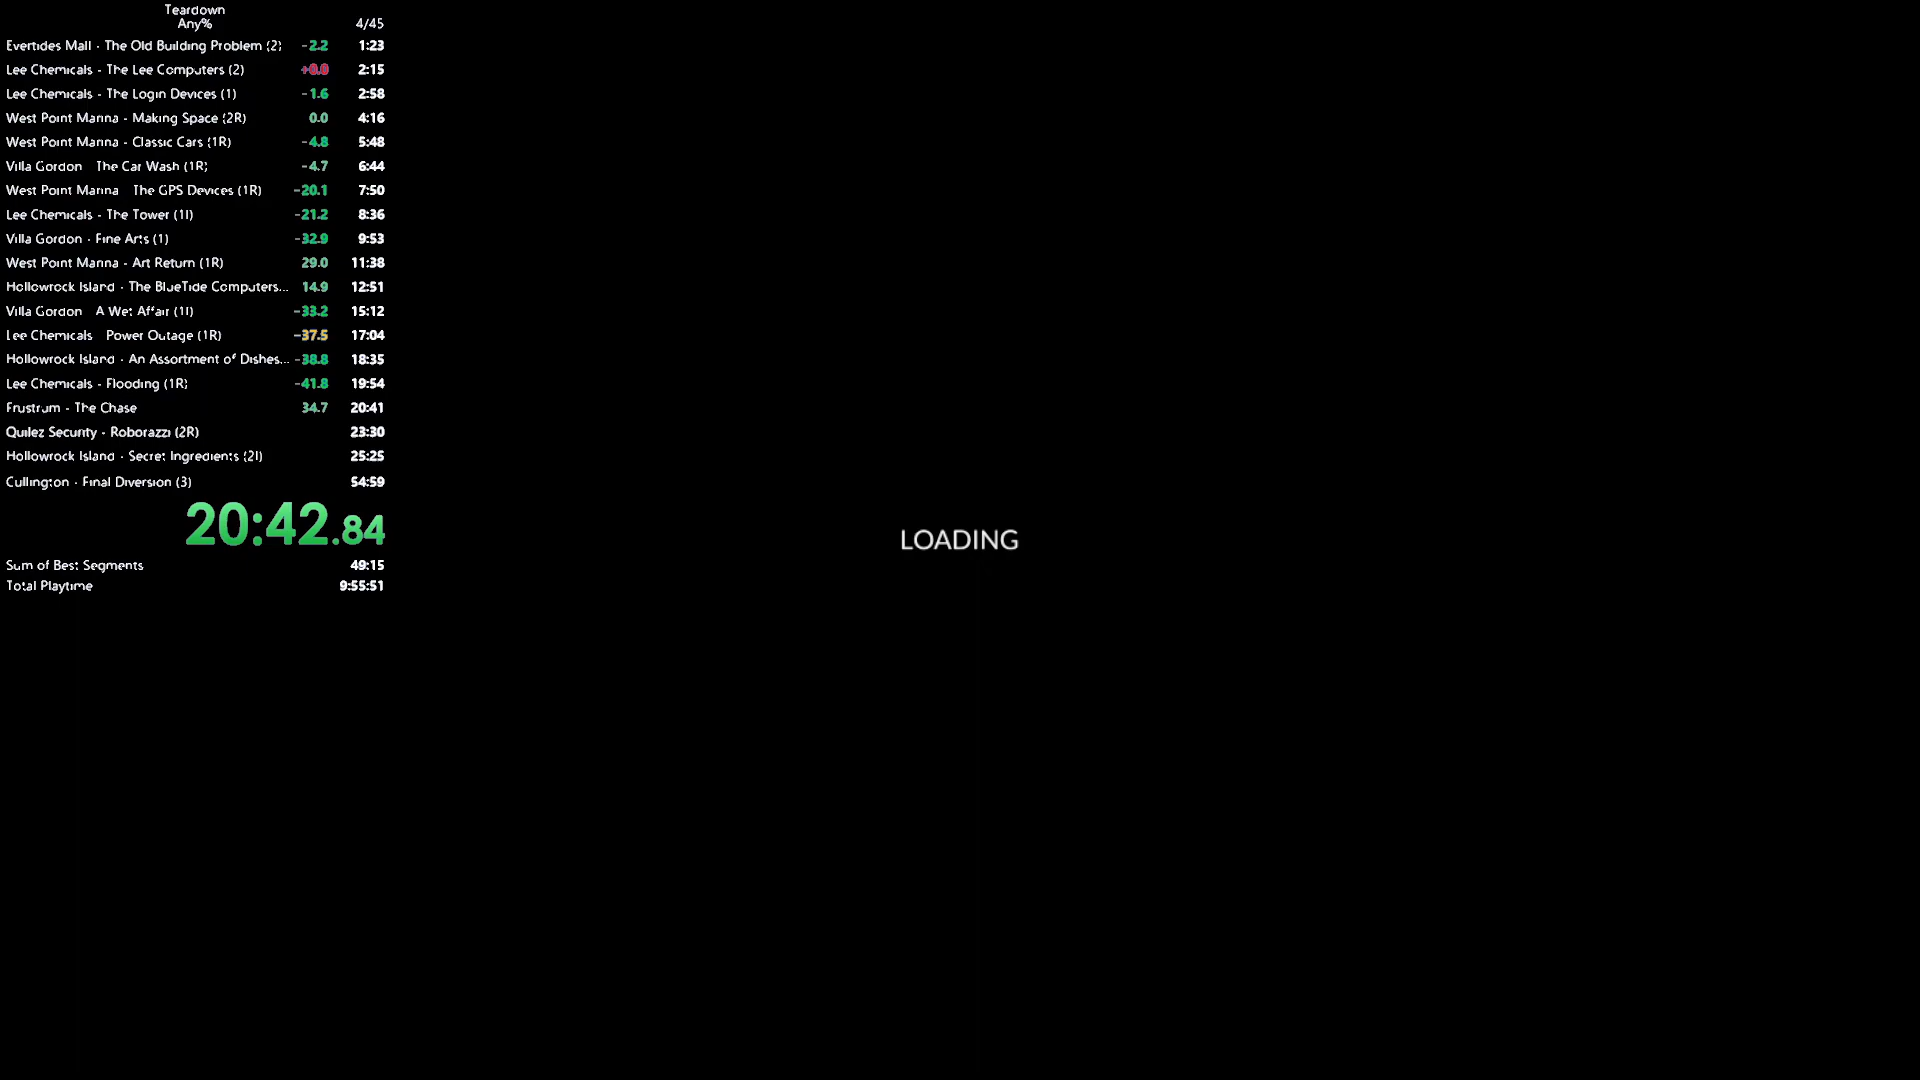 Teardown
Any% 4/45
Evertides Mall - The Old Building Problem (2) -2.2 1:23
Lee Chemicals - The Lee Computers (2) +0.0 2:15
Lee Chemicals - The Login Devices (1) -1.6 2:58
West Point Marina - Making Space (2R) 0.0 4:16
West Point Marina - Classic Cars (1R) -4.8 5:48
Villa Gordon The Car Wash (1R) -4.7 6:44
West Point Marina The GPS Devices (1R) -20.1 7:50
Lee Chemicals - The Tower (1I) -21.2 8:36
Villa Gordon - Fine Arts (1) -32.9 9:53
West Point Marina - Art Return (1R) 29.0 11:38
Hollowrock Island - The BlueTide Computers... 14.9 12:51
Villa Gordon A Wet Affair (1I) -33.2 15:12
Lee Chemicals Power Outage (1R) -37.5 17:04
Hollowrock Island - An Assortment of Dishes... -38.8 18:35
Lee Chemicals - Flooding (1R) -41.8 19:54
Frustrum - The Chase 34.7 20:41
Quilez Security - Roborazzi (2R) 23:30
Hollowrock Island - Secret Ingredients (2I) 25:25
Cullington - Final Diversion (3) 54:59
20:42.84
LOADING
Sum of Best Segments 49:15
Total Playtime 9:55:51